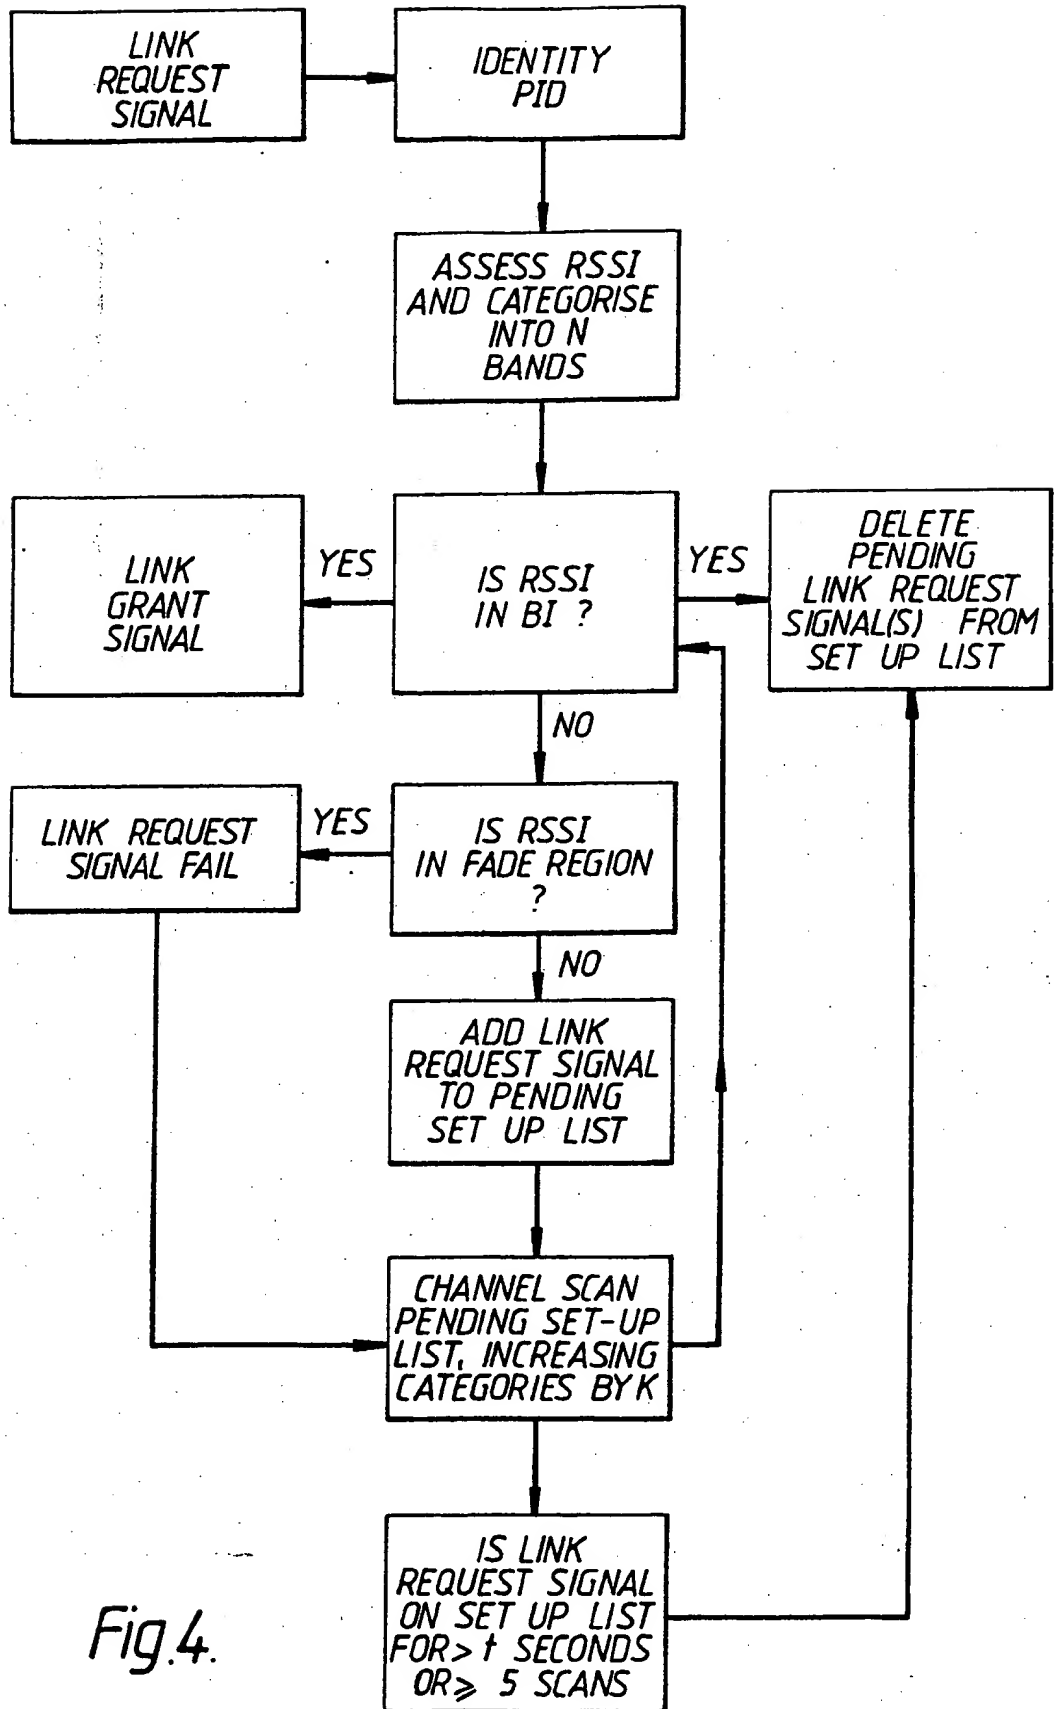 LINK
REQUEST
SIGNAL
IDENTITY
PID
ASSESS RSSI
AND CATEGORISE
INTO N
BANDS
LINK
GRANT
SIGNAL
YES
IS RSSI
IN BI ?
YES
DELETE
PENDING
LINK REQUEST
SIGNAL(S) FROM
SET UP LIST
NO
LINK REQUEST
SIGNAL FAIL
YES
IS RSSI
IN FADE REGION
?
NO
ADD LINK
REQUEST SIGNAL
TO PENDING
SET UP LIST
CHANNEL SCAN
PENDING SET-UP
LIST, INCREASING
CATEGORIES BY K
IS LINK
REQUEST SIGNAL
ON SET UP LIST
FOR > t SECONDS
OR ⩾ 5 SCANS
Fig.4.